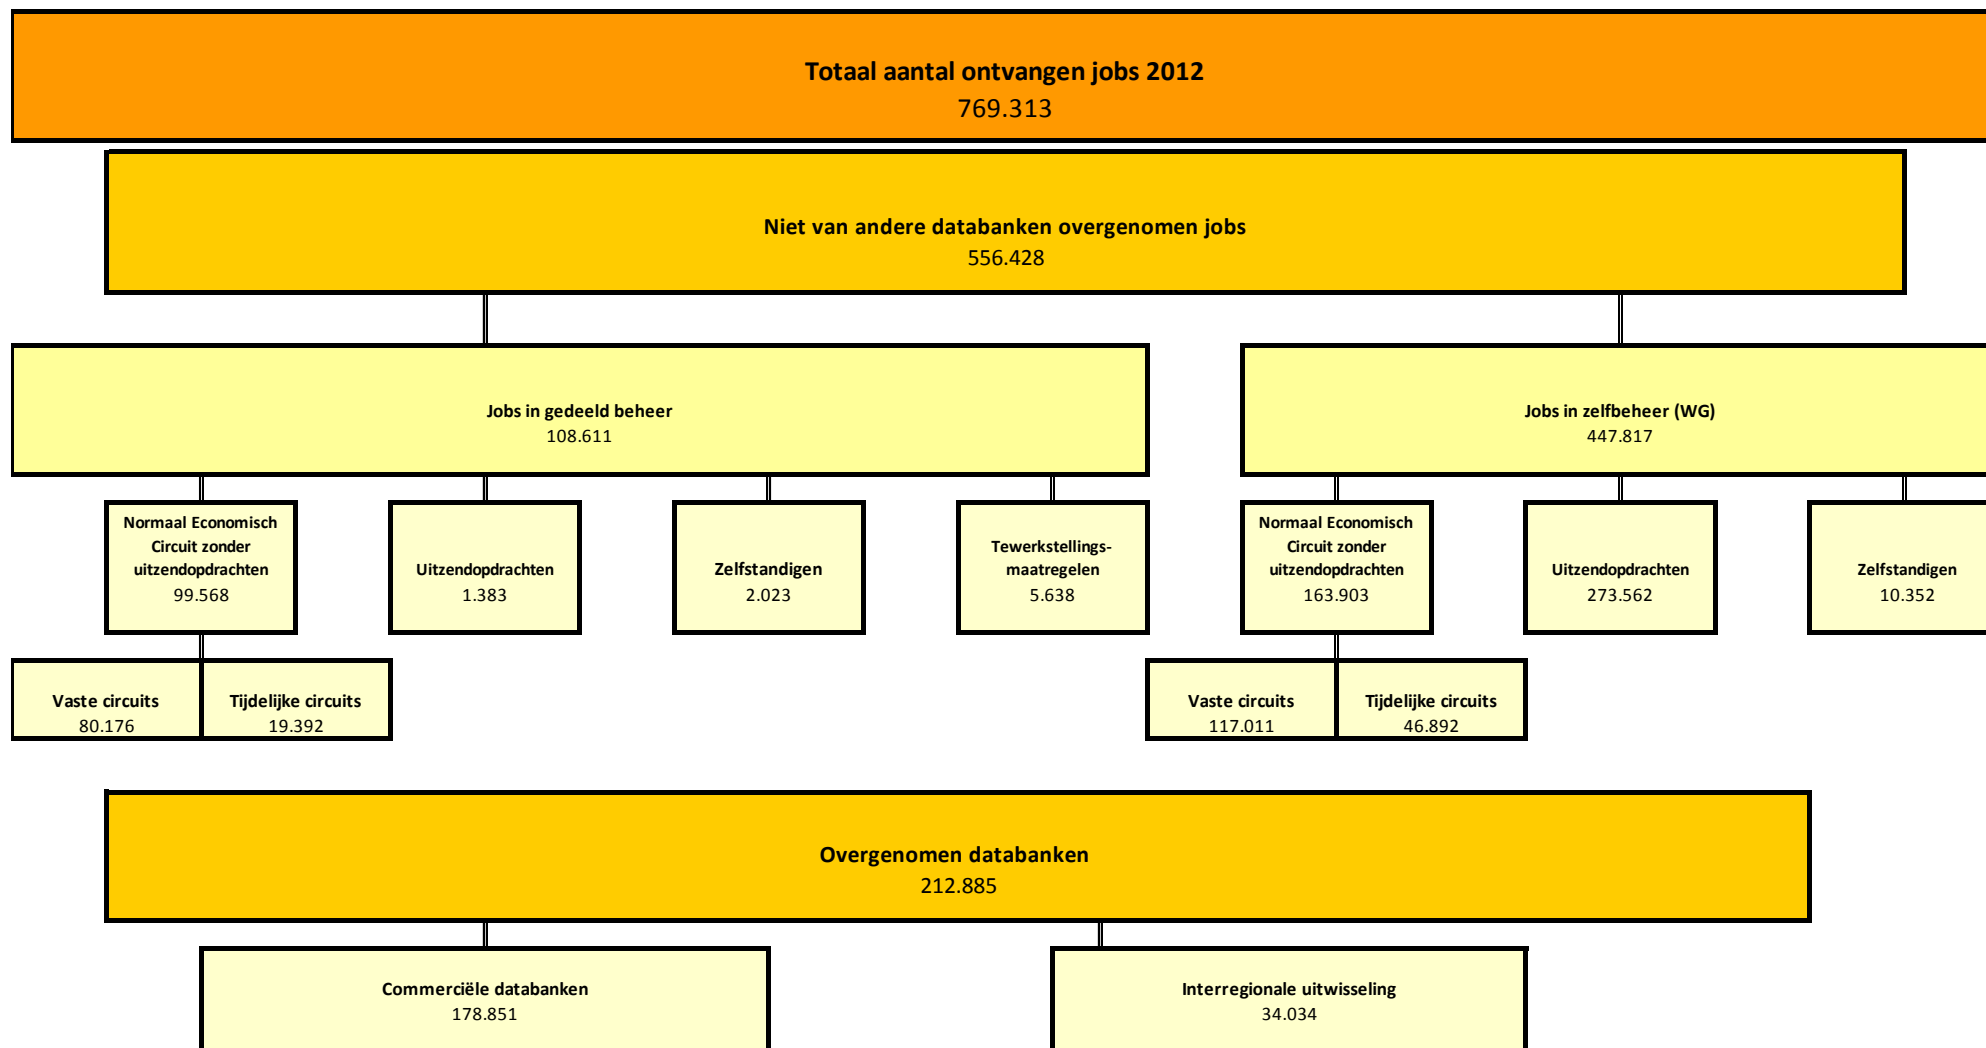 Totaal aantal ontvangen jobs 2012
769.313
Niet van andere databanken overgenomen jobs
556.428
Jobs in gedeeld beheer
108.611
Jobs in zelfbeheer (WG)
447.817
Normaal Economisch
Circuit zonder
uitzendopdrachten
99.568
Uitzendopdrachten
1.383
Zelfstandigen
2.023
Tewerkstellings-
maatregelen
5.638
Normaal Economisch
Circuit zonder
uitzendopdrachten
163.903
Uitzendopdrachten
273.562
Zelfstandigen
10.352
Vaste circuits
80.176
Tijdelijke circuits
19.392
Vaste circuits
117.011
Tijdelijke circuits
46.892
Overgenomen databanken
212.885
Commerciële databanken
178.851
Interregionale uitwisseling
34.034